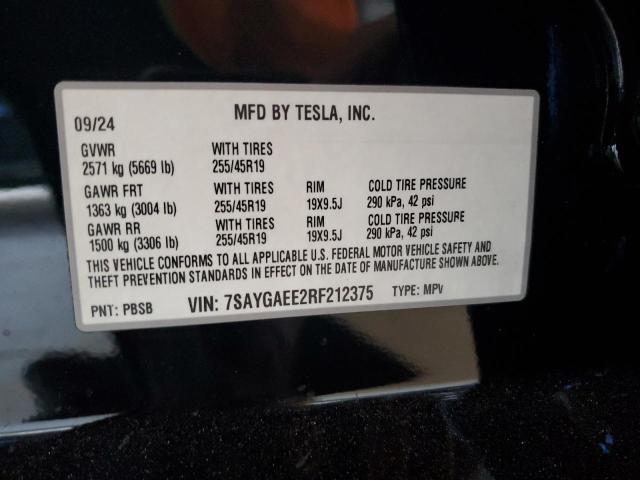 MFD BY TESLA, INC.
09/24
GVWR WITH TIRES
2571 kg (5669 lb) 255/45R19
GAWR FRT WITH TIRES RIM COLD TIRE PRESSURE
1363 kg (3004 lb) 255/45R19 19X9.5J 290 kPa, 42 psi
GAWR RR WITH TIRES RIM COLD TIRE PRESSURE
1500 kg (3306 lb) 255/45R19 19X9.5J 290 kPa, 42 psi
THIS VEHICLE CONFORMS TO ALL APPLICABLE U.S. FEDERAL MOTOR VEHICLE SAFETY AND
THEFT PREVENTION STANDARDS IN EFFECT ON THE DATE OF MANUFACTURE SHOWN ABOVE.
PNT: PBSB VIN: 7SAYGAEE2RF212375 TYPE: MPV